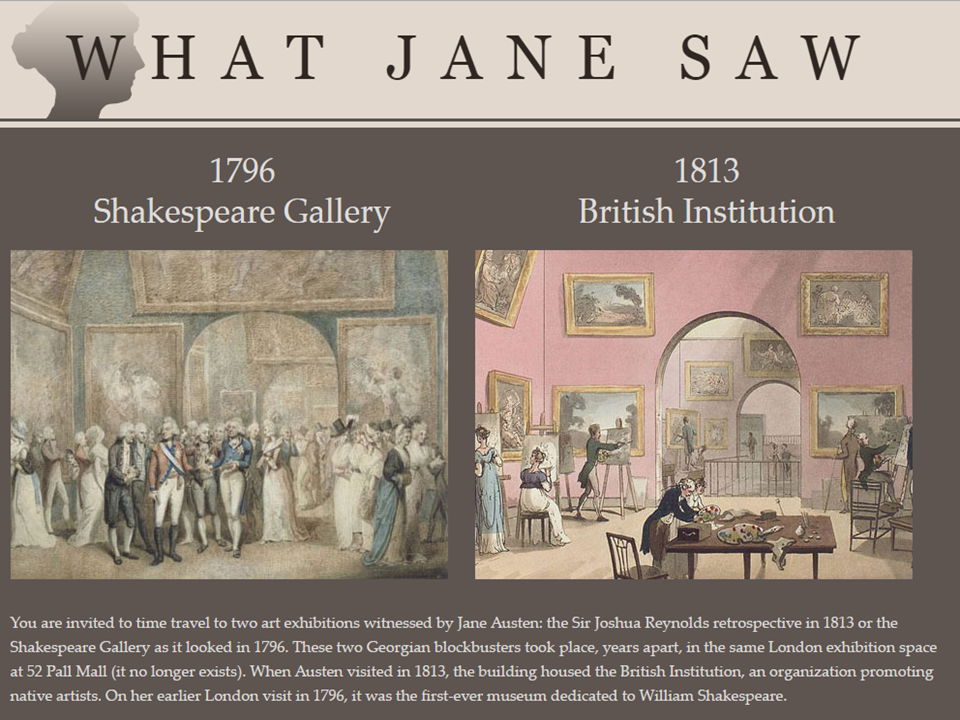 WHAT JANE SAW
1796
Shakespeare Gallery
1813
British Institution
You are invited to time travel to two art exhibitions witnessed by Jane Austen: the Sir Joshua Reynolds retrospective in 1813 or the
Shakespeare Gallery as it looked in 1796. These two Georgian blockbusters took place, years apart, in the same London exhibition space
at 52 Pall Mall (it no longer exists). When Austen visited in 1813, the building housed the British Institution, an organization promoting
native artists. On her earlier London visit in 1796, it was the first-ever museum dedicated to William Shakespeare.